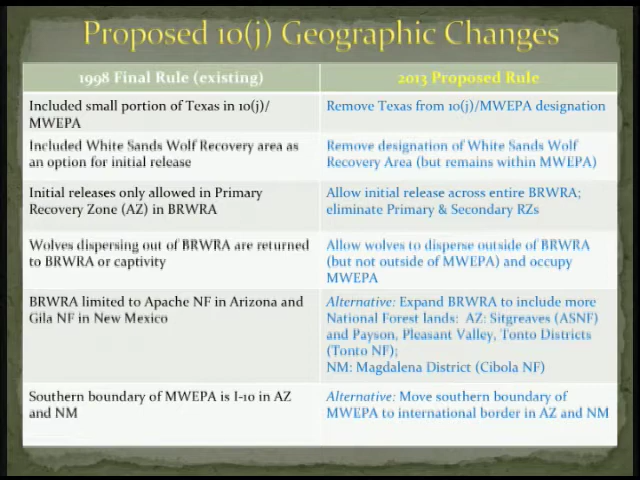 Proposed 10(j) Geographic Changes
1998 Final Rule (existing)
2013 Proposed Rule
Included small portion of Texas in 10(j)/
MWEPA
Remove Texas from 10(j)/MWEPA designation
Included White Sands Wolf Recovery area as
an option for initial release
Remove designation of White Sands Wolf
Recovery Area (but remains within MWEPA)
Initial releases only allowed in Primary
Recovery Zone (AZ) in BRWRA
Allow initial release across entire BRWRA;
eliminate Primary & Secondary RZs
Wolves dispersing out of BRWRA are returned
to BRWRA or captivity
Allow wolves to disperse outside of BRWRA
(but not outside of MWEPA) and occupy
MWEPA
BRWRA limited to Apache NF in Arizona and
Gila NF in New Mexico
Alternative: Expand BRWRA to include more
National Forest lands: AZ: Sitgreaves (ASNF)
and Payson, Pleasant Valley, Tonto Districts
(Tonto NF);
NM: Magdalena District (Cibola NF)
Southern boundary of MWEPA is I-10 in AZ
and NM
Alternative: Move southern boundary of
MWEPA to international border in AZ and NM